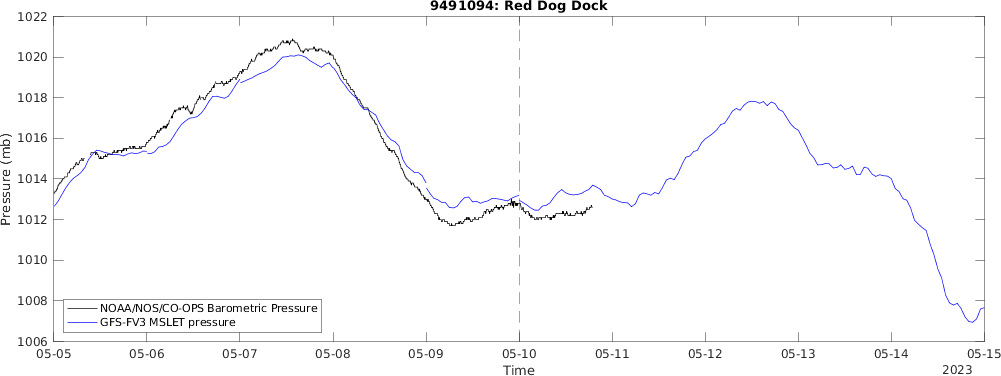 9491094: Red Dog Dock
Pressure (mb)
1022
1020
1018
1016
1014
1012
1010
1008
1006
NOAA/NOS/CO-OPS Barometric Pressure
GFS-FV3 MSLET pressure
05-05 05-06 05-07 05-08 05-09 05-10 05-11 05-12 05-13 05-14 05-15
Time
2023